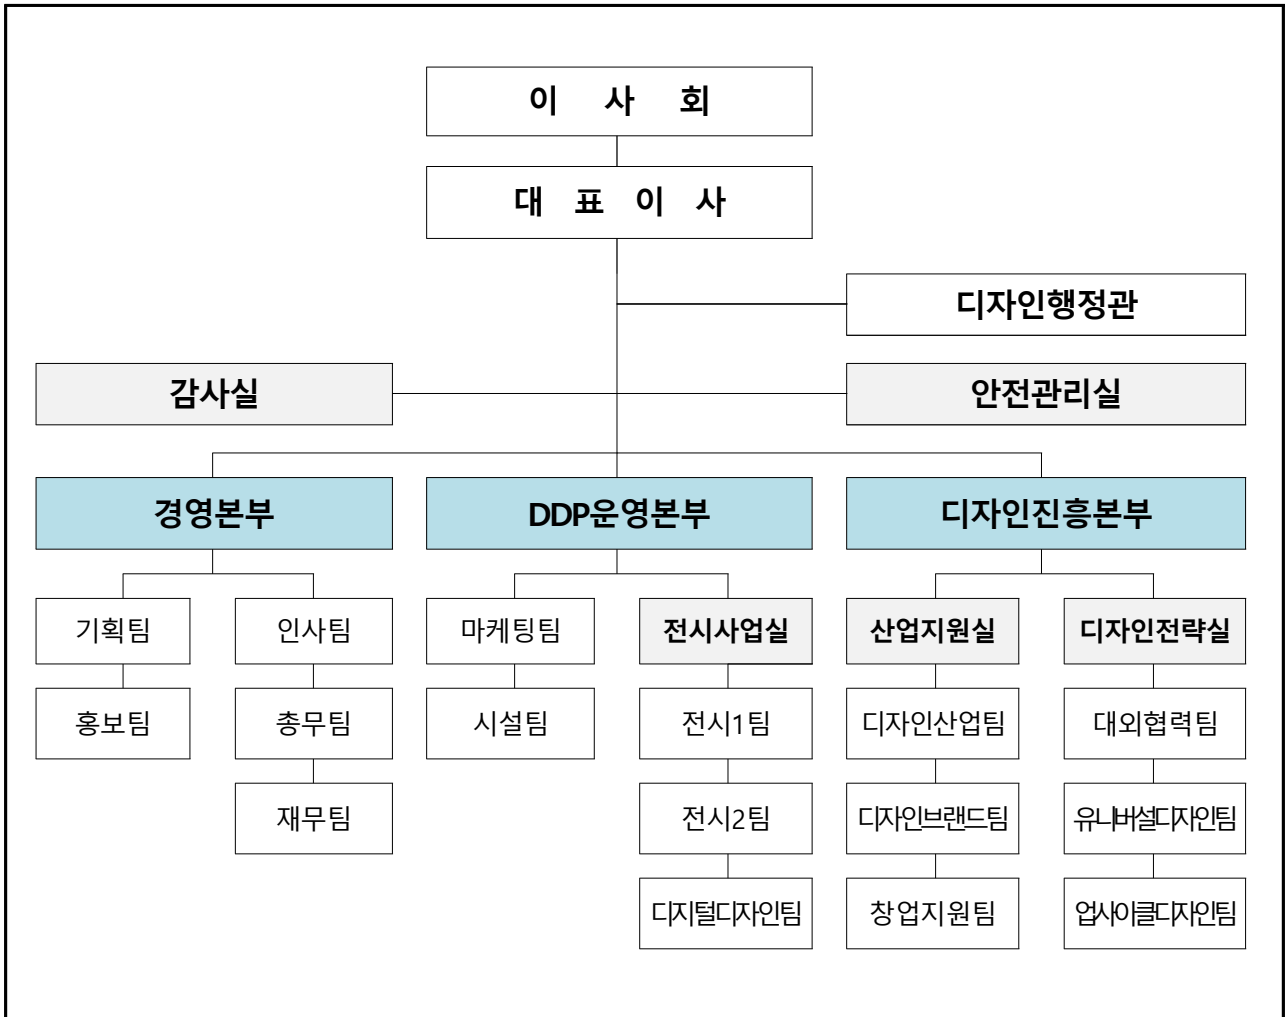 이 사 회
대 표 이 사
디자인행정관
감사실
안전관리실
경영본부
DDP운영본부
디자인진흥본부
기획팀
인사팀
마케팅팀
전시사업실
산업지원실
디자인전략실
홍보팀
총무팀
시설팀
전시1팀
디자인산업팀
대외협력팀
재무팀
전시2팀
디자인브랜드팀
유니버설디자인팀
디지털디자인팀
창업지원팀
업사이클디자인팀